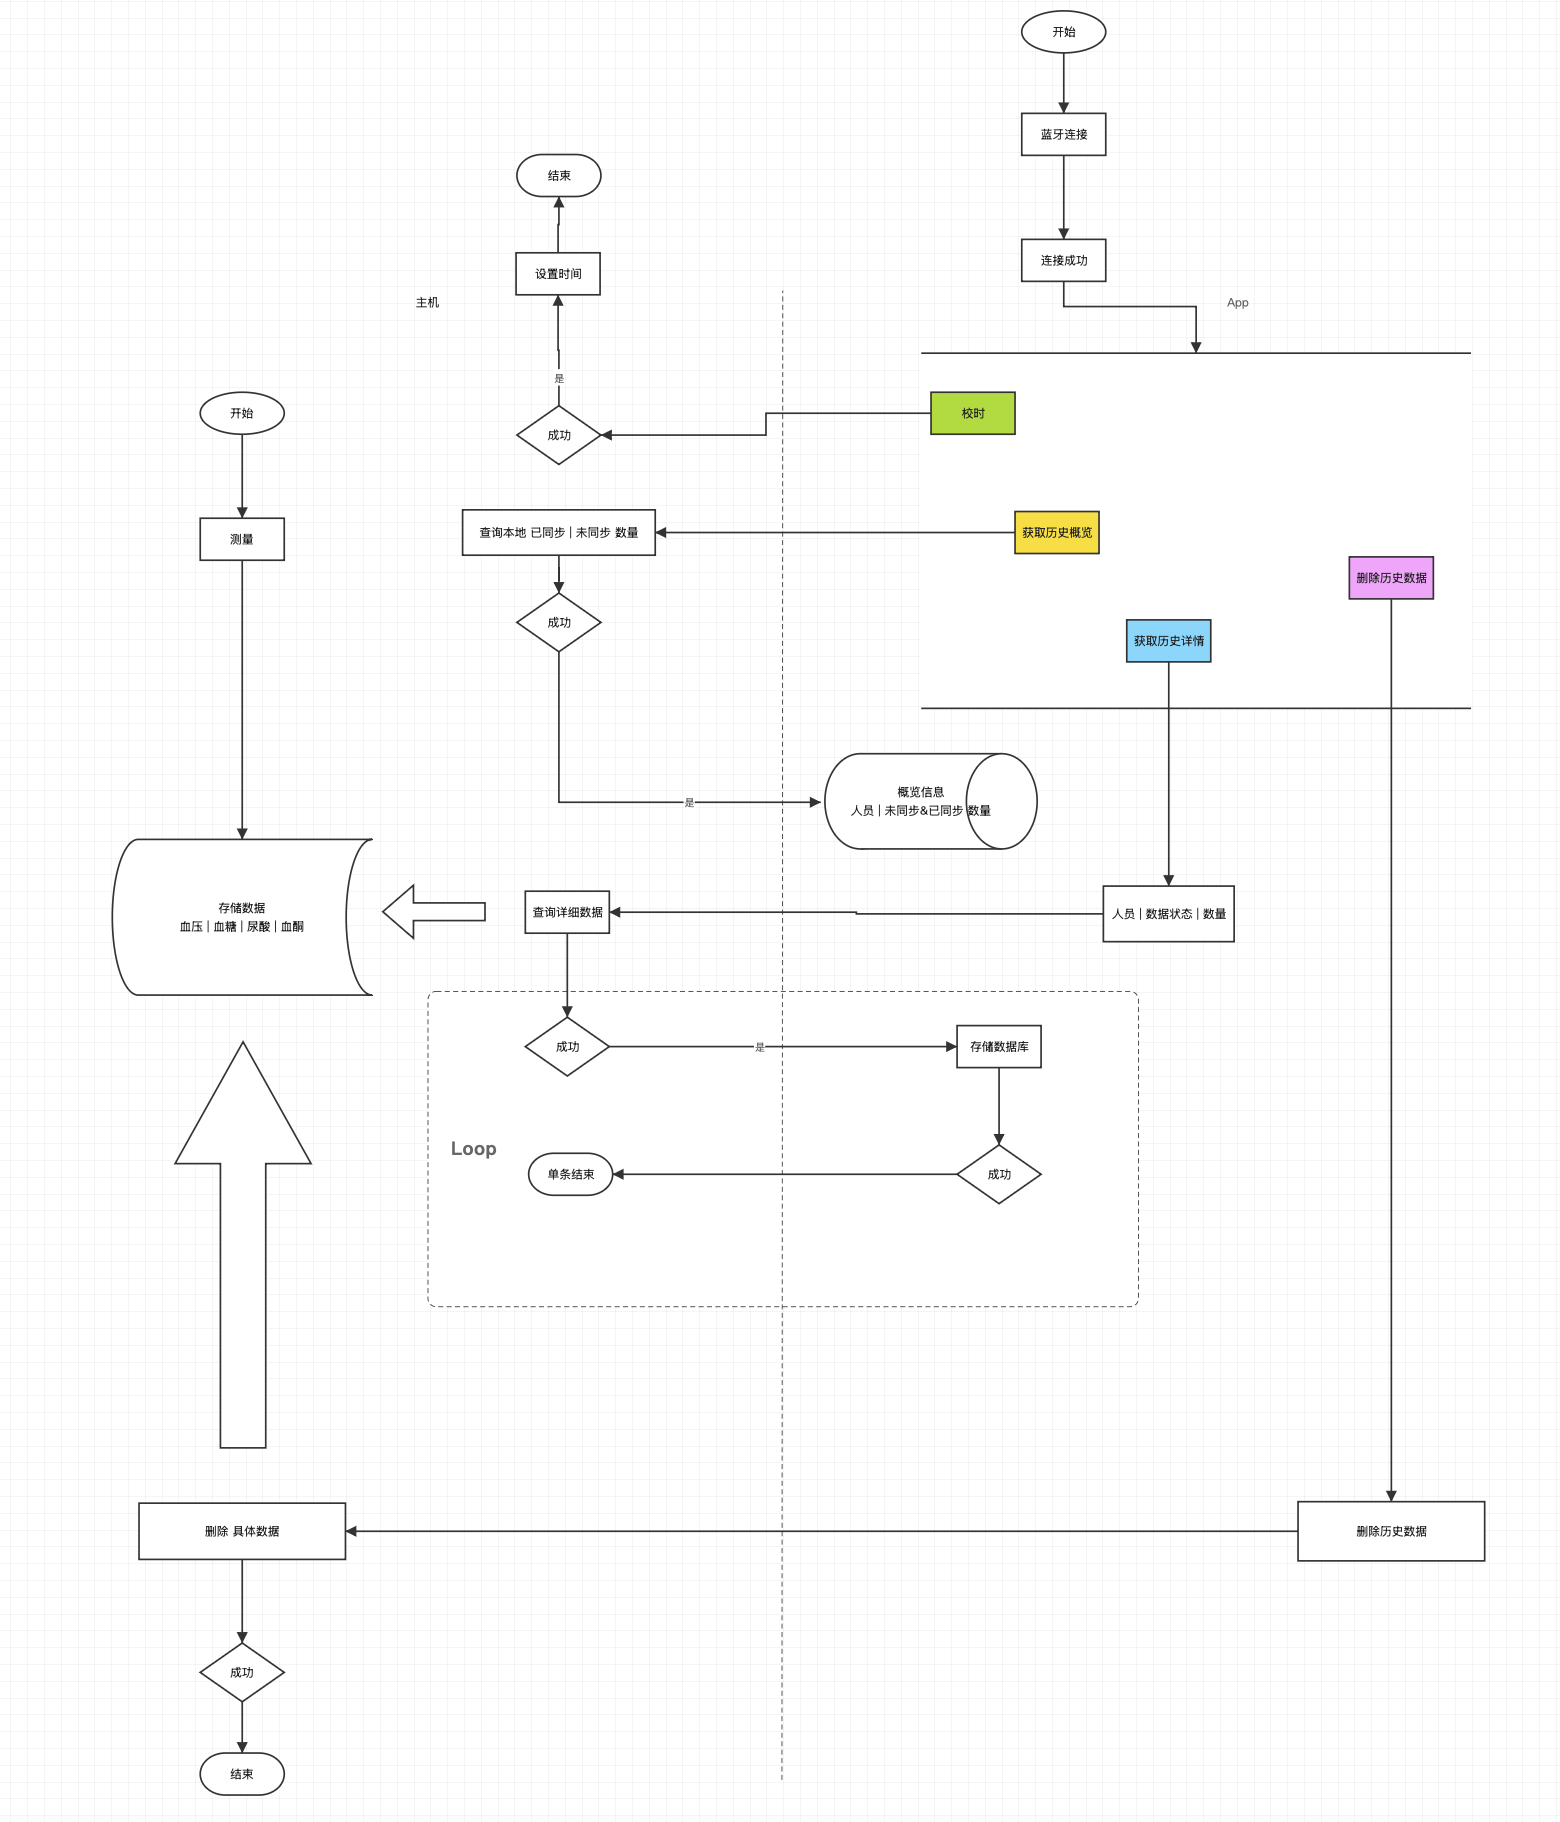 开始
蓝牙连接
结束
连接成功
设置时间
主机
App
是
开始
校时
成功
测量
查询本地 已同步 | 未同步 数量
获取历史概览
删除历史数据
成功
获取历史详情
概览信息
是
人员 | 未同步&已同步 数量
存储数据
血压 | 血糖 | 尿酸 | 血酮
查询详细数据
人员 | 数据状态 | 数量
成功
是
存储数据库
Loop
单条结束
成功
删除 具体数据
删除历史数据
成功
结束